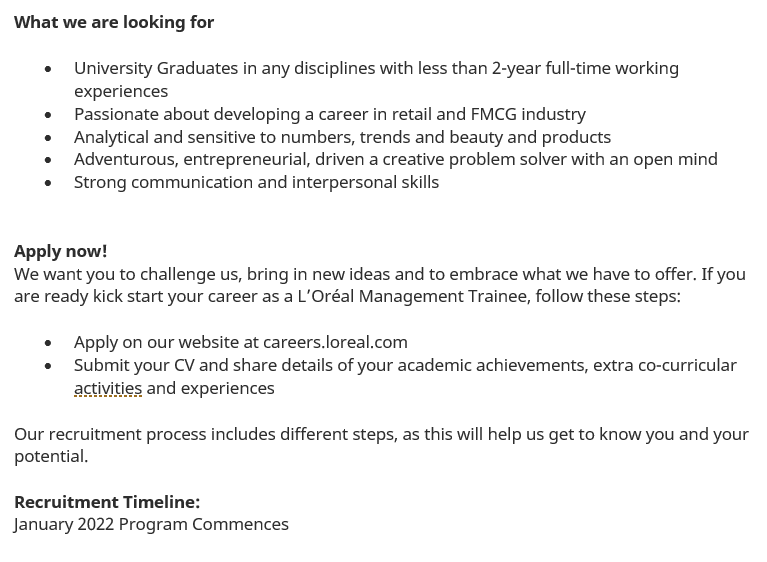 What we are looking for
• University Graduates in any disciplines with less than 2-year full-time working
experiences
• Passionate about developing a career in retail and FMCG industry
• Analytical and sensitive to numbers, trends and beauty and products
• Adventurous, entrepreneurial, driven a creative problem solver with an open mind
• Strong communication and interpersonal skills
Apply now!
We want you to challenge us, bring in new ideas and to embrace what we have to offer. If you
are ready kick start your career as a L’Oréal Management Trainee, follow these steps:
• Apply on our website at careers.loreal.com
• Submit your CV and share details of your academic achievements, extra co-curricular
activities and experiences
Our recruitment process includes different steps, as this will help us get to know you and your
potential.
Recruitment Timeline:
January 2022 Program Commences